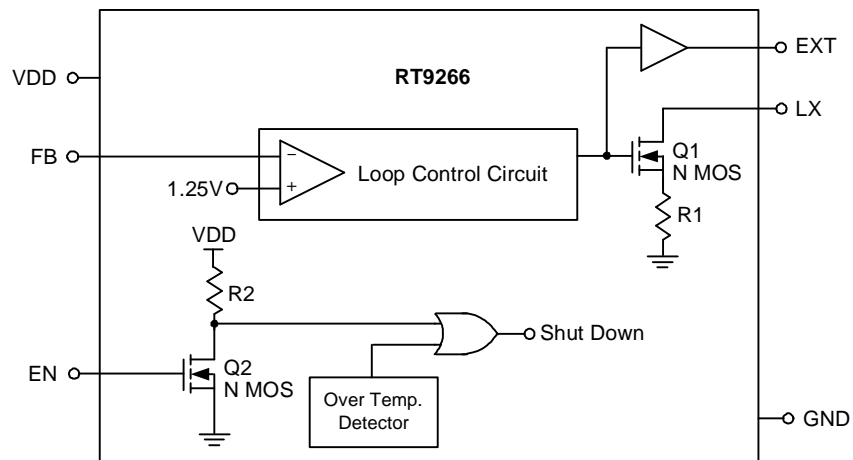 EXT
VDD
RT9266
LX
FB
−
Loop Control Circuit
Q1
N MOS
1.25V
+
R1
VDD
R2
Shut Down
EN
Q2
N MOS
Over Temp.
Detector
GND